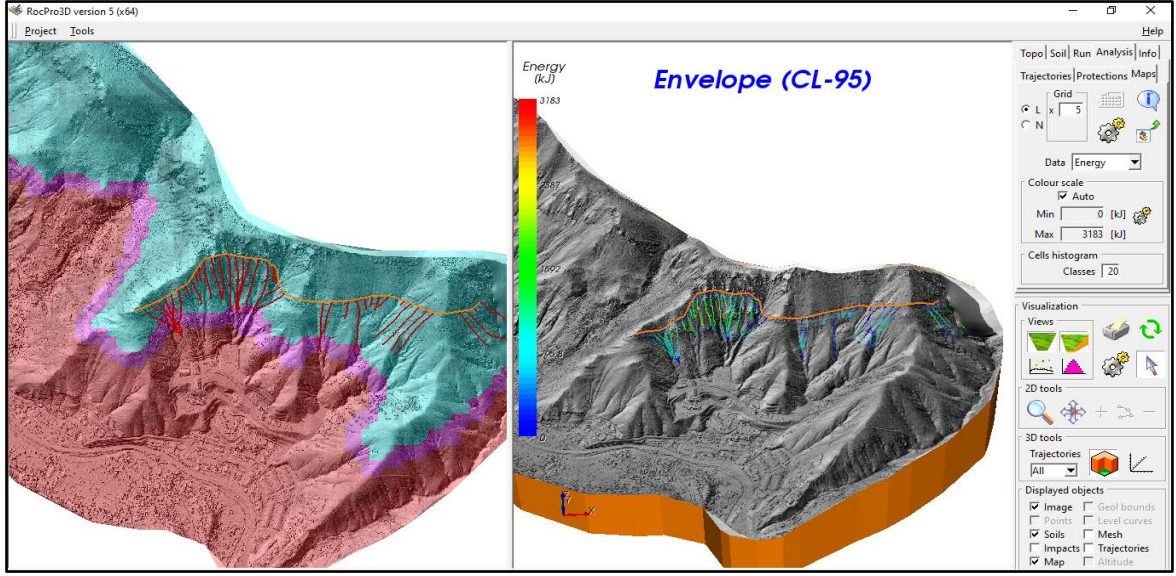 RocPro3D version 5 (x64)
Project Tools
Help
Energy
(kJ)
Envelope (CL-95)
3183
2387
1592
0
X
Topo Soil Run Analysis Info
Trajectories Protections Maps
Grid
L x 5
N
Data Energy
Colour scale
Auto
Min 0 [kJ]
Max 3183 [kJ]
Cells histogram
Classes 20
Visualization
Views
2D tools
3D tools
Trajectories
All
Displayed objects
Image Geol bounds
Points Level curves
Soils Mesh
Impacts Trajectories
Map Altitude